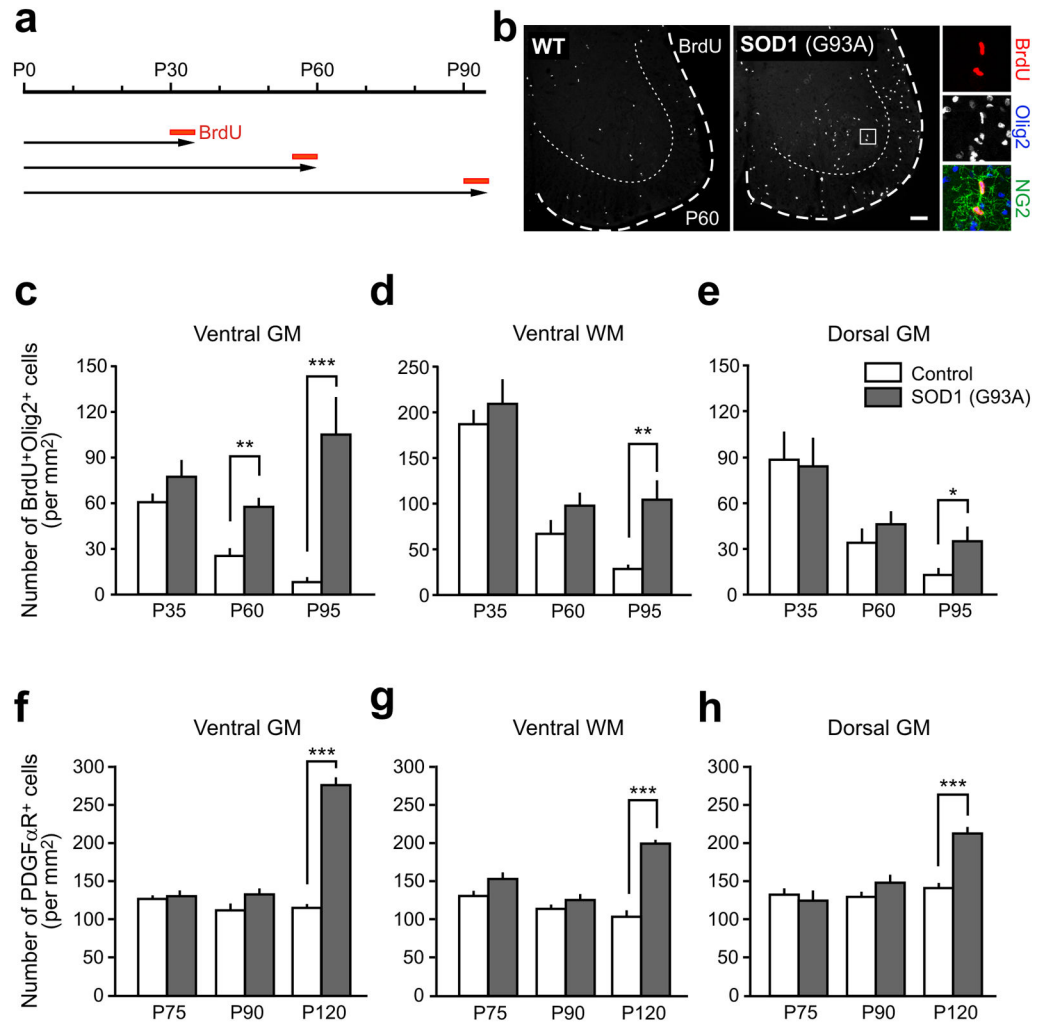 a
P0 P30 P60 P90
BrdU
b
WT
BrdU
P60
SOD1 (G93A)
BrdU
Olig2
NG2
c
Ventral GM
Number of BrdU⁺Olig2⁺ cells
(per mm²)
150
120
90
60
30
0
**
***
P35 P60 P95
d
Ventral WM
250
200
150
100
50
0
**
P35 P60 P95
e
Dorsal GM
150
120
90
60
30
0
Control
SOD1 (G93A)
*
P35 P60 P95
f
Ventral GM
Number of PDGFαR⁺ cells
(per mm²)
300
250
200
150
100
50
0
***
P75 P90 P120
g
Ventral WM
300
250
200
150
100
50
0
***
P75 P90 P120
h
Dorsal GM
300
250
200
150
100
50
0
***
P75 P90 P120